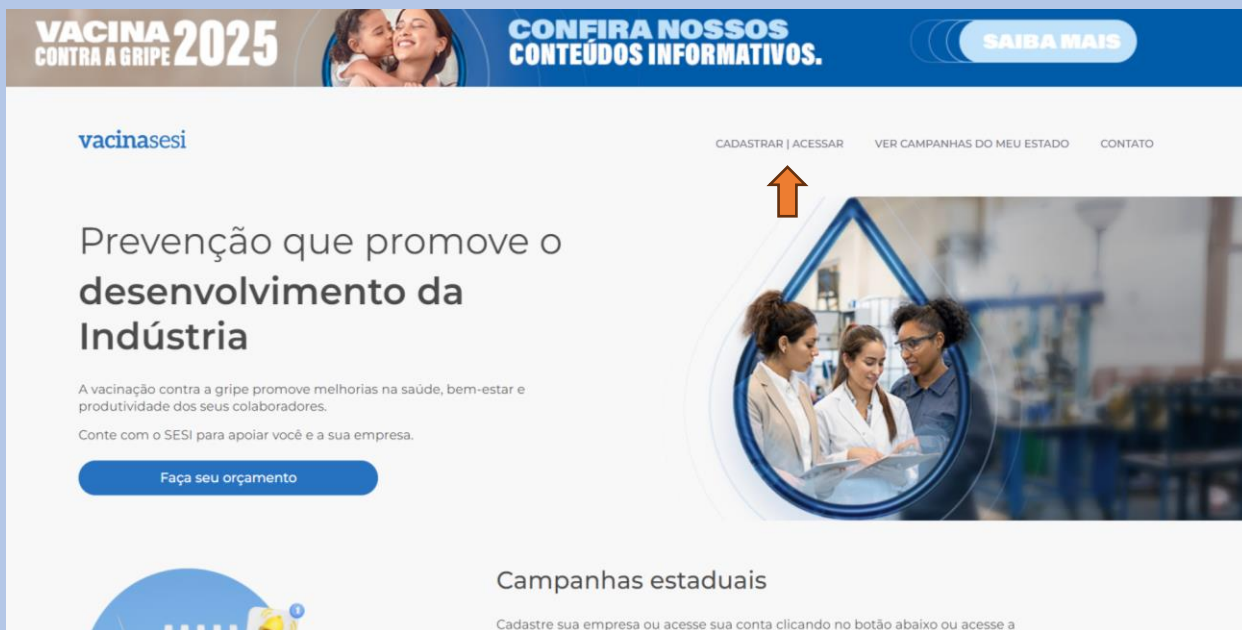 VACINA 2025
CONTRA A GRIPE
CONFIRA NOSSOS
CONTEÚDOS INFORMATIVOS.
SAIBA MAIS
vacinasesi
CADASTRAR | ACESSAR VER CAMPANHAS DO MEU ESTADO CONTATO
Prevenção que promove o
desenvolvimento da
Indústria
A vacinação contra a gripe promove melhorias na saúde, bem-estar e
produtividade dos seus colaboradores.
Conte com o SESI para apoiar você e a sua empresa.
Faça seu orçamento
1
Campanhas estaduais
Cadastre sua empresa ou acesse sua conta clicando no botão abaixo ou acesse a